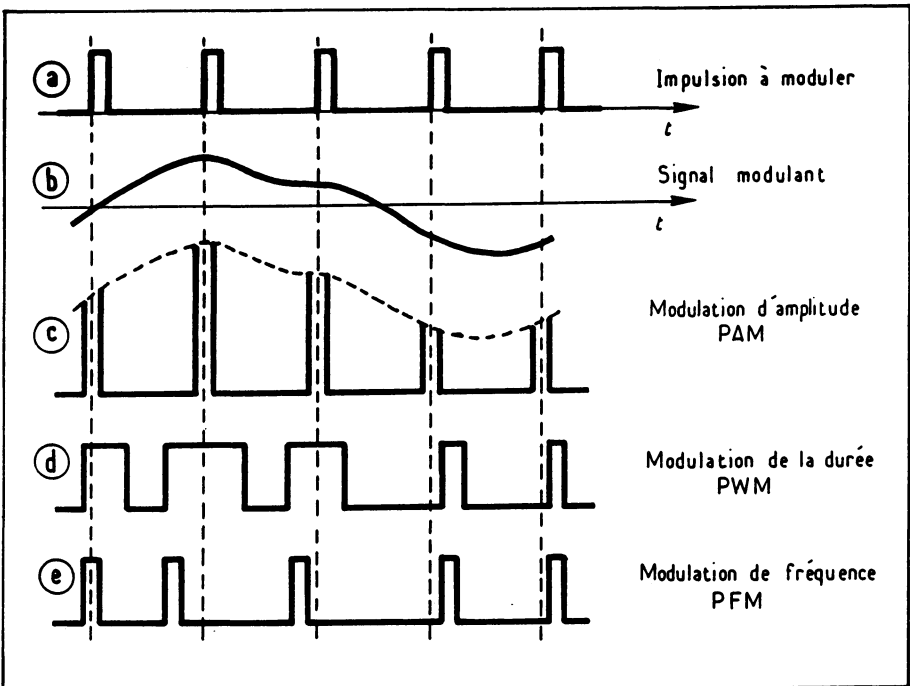 a
Impulsion à moduler
t
b
Signal modulant
t
c
Modulation d'amplitude
PAM
d
Modulation de la durée
PWM
e
Modulation de fréquence
PFM